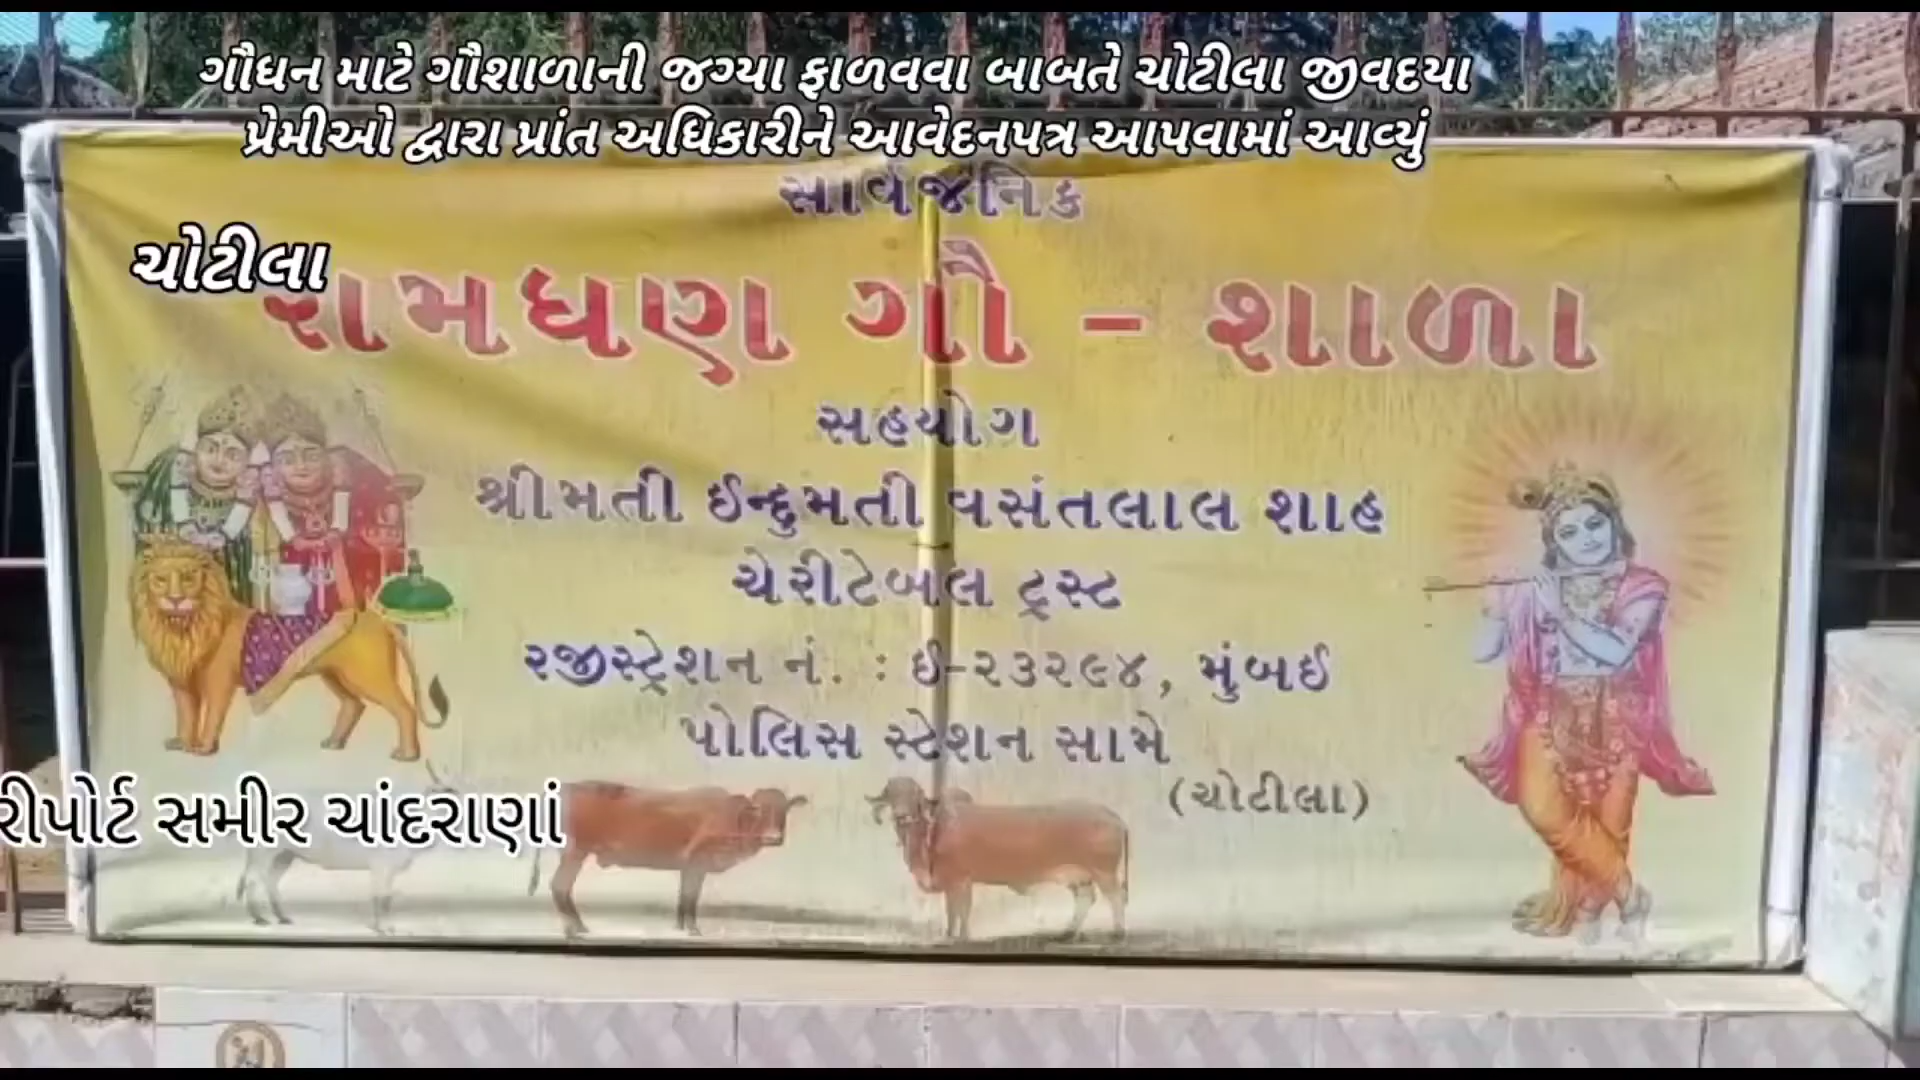 ગૌધન માટે ગૌશાળાની જગ્યા ફાળવવા બાબતે ચોટીલા જીવદયા
પ્રેમીઓ દ્વારા પ્રાંત અધિકારીને આવેદનપત્ર આપવામાં આવ્યું
સાર્વજનિક
ચોટીલા
રામધણ ગૌ - શાળા
સહયોગ
શ્રીમતી ઈન્દુમતી વસંતલાલ શાહ
ચેરીટેબલ ટ્રસ્ટ
રજીસ્ટ્રેશન નં. : ઈ-૨૩૨૯૪, મુંબઈ
પોલિસ સ્ટેશન સામે
(ચોટીલા)
રીપોર્ટ સમીર ચાંદરાણાં